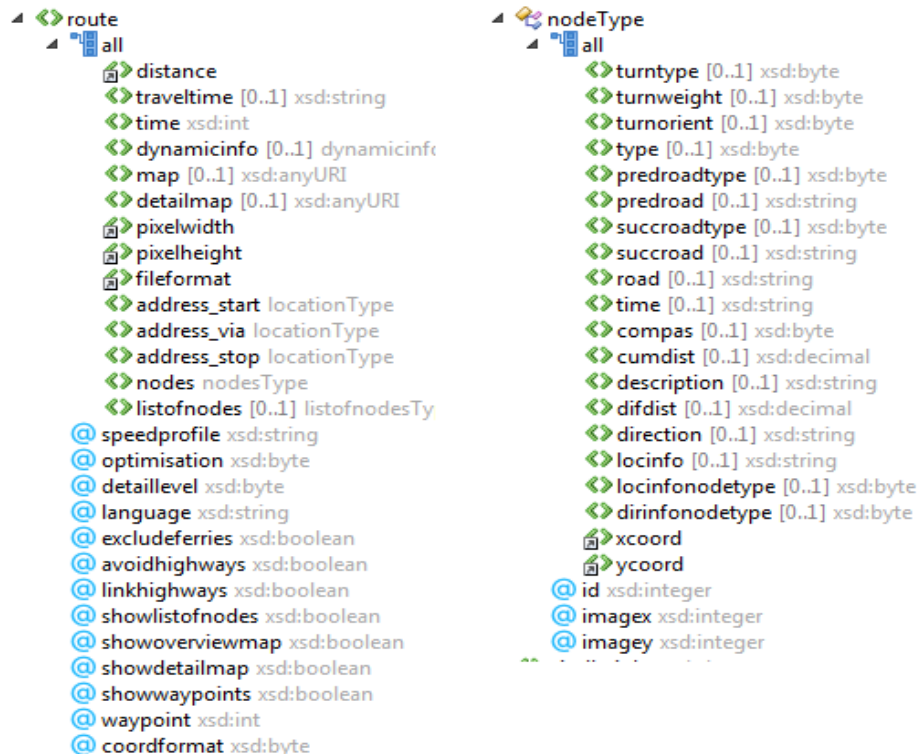 route
all
distance
traveltime [0..1] xsd:string
time xsd:int
dynamicinfo [0..1] dynamicinfo
map [0..1] xsd:anyURI
detailmap [0..1] xsd:anyURI
pixelwidth
pixelheight
fileformat
address_start locationType
address_via locationType
address_stop locationType
nodes nodesType
listofnodes [0..1] listofnodesTy
@ speedprofile xsd:string
@ optimisation xsd:byte
@ detaillevel xsd:byte
@ language xsd:string
@ excludeferries xsd:boolean
@ avoidhighways xsd:boolean
@ linkhighways xsd:boolean
@ showlistofnodes xsd:boolean
@ showoverviewmap xsd:boolean
@ showdetailmap xsd:boolean
@ showwaypoints xsd:boolean
@ waypoint xsd:int
@ coordformat xsd:byte
nodeType
all
turntype [0..1] xsd:byte
turnweight [0..1] xsd:byte
turnorient [0..1] xsd:byte
type [0..1] xsd:byte
predroadtype [0..1] xsd:byte
predroad [0..1] xsd:string
succroadtype [0..1] xsd:byte
succroad [0..1] xsd:string
road [0..1] xsd:string
time [0..1] xsd:string
compas [0..1] xsd:byte
cumdist [0..1] xsd:decimal
description [0..1] xsd:string
difdist [0..1] xsd:decimal
direction [0..1] xsd:string
locinfo [0..1] xsd:string
locinfonodetype [0..1] xsd:byte
dirinfonodetype [0..1] xsd:byte
xcoord
ycoord
@ id xsd:integer
@ imagex xsd:integer
@ imagey xsd:integer